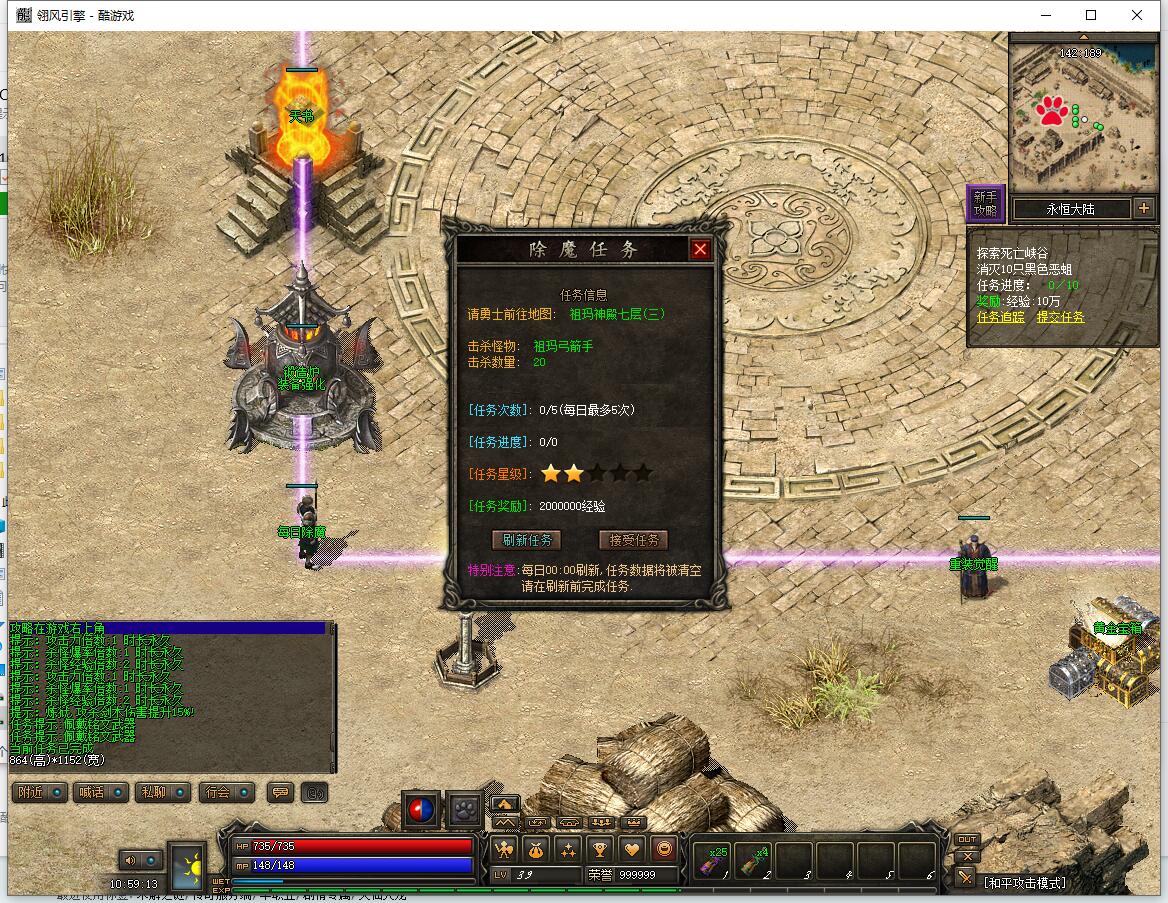 翎风引擎 - 酷游戏
142:189
天书
新手
攻略
永恒大陆
探索死亡峡谷
消灭10只黑色恶蛆
任务进度： 0/10
奖励:经验:10万
任务追踪 提交任务
除魔任务
任务信息
请勇士前往地图： 祖玛神殿七层(三)
击杀怪物： 祖玛弓箭手
击杀数量： 20
[任务次数]: 0/5(每日最多5次)
[任务进度]: 0/0
[任务星级]:
[任务奖励]: 2000000经验
刷新任务 接受任务
特别注意:每日00:00刷新,任务数据将被清空
请在刷新前完成任务.
锻造炉
装备强化
每日除魔
重装觉醒
黄金宝箱
攻略在游戏右上角
提示: 攻击力倍数:1 时长永久
提示: 杀怪爆率倍数:1 时长永久
提示: 杀怪经验倍数:2 时长永久
提示: 攻击力倍数:1 时长永久
提示: 杀怪爆率倍数:1 时长永久
提示: 杀怪经验倍数:2 时长永久
提示: 炼狱,攻杀剑术伤害提升15%!
任务提示:佩戴铭文武器
任务提示:佩戴铭文武器
当前任务已完成
864(高)*1152(宽)
附近 喊话 私聊 行会
HP 735/735
MP 148/148
WET
EXP
10:59:13
LV 39 荣誉 999999
x25 x4
1 2 3 4 5 6
OUT
[和平攻击模式]